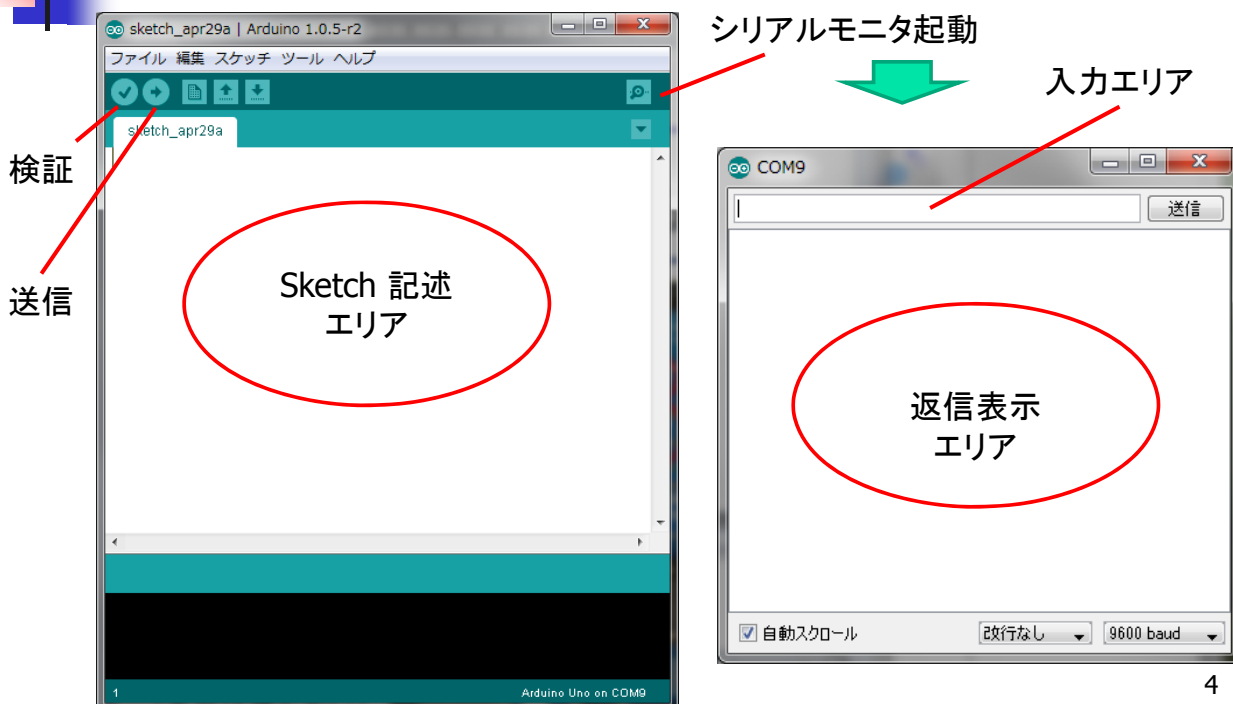 sketch_apr29a | Arduino 1.0.5-r2
ファイル 編集 スケッチ ツール ヘルプ
sketch_apr29a
検証
送信
Sketch 記述
エリア
1
Arduino Uno on COM9
シリアルモニタ起動
入力エリア
COM9
送信
返信表示
エリア
自動スクロール
改行なし
9600 baud
4